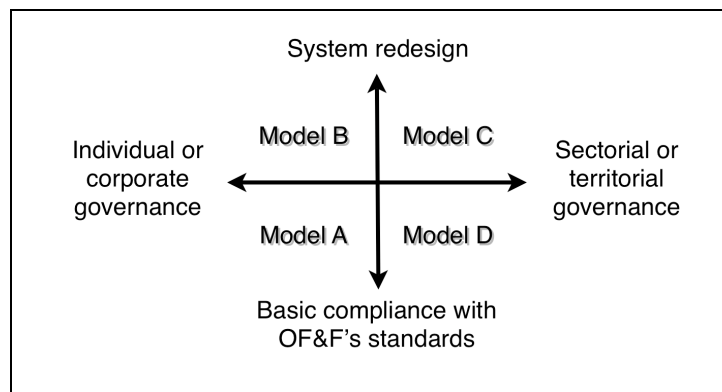 System redesign
Model B
Model C
Individual or
corporate
governance
Sectorial or
territorial
governance
Model A
Model D
Basic compliance with
OF&F's standards